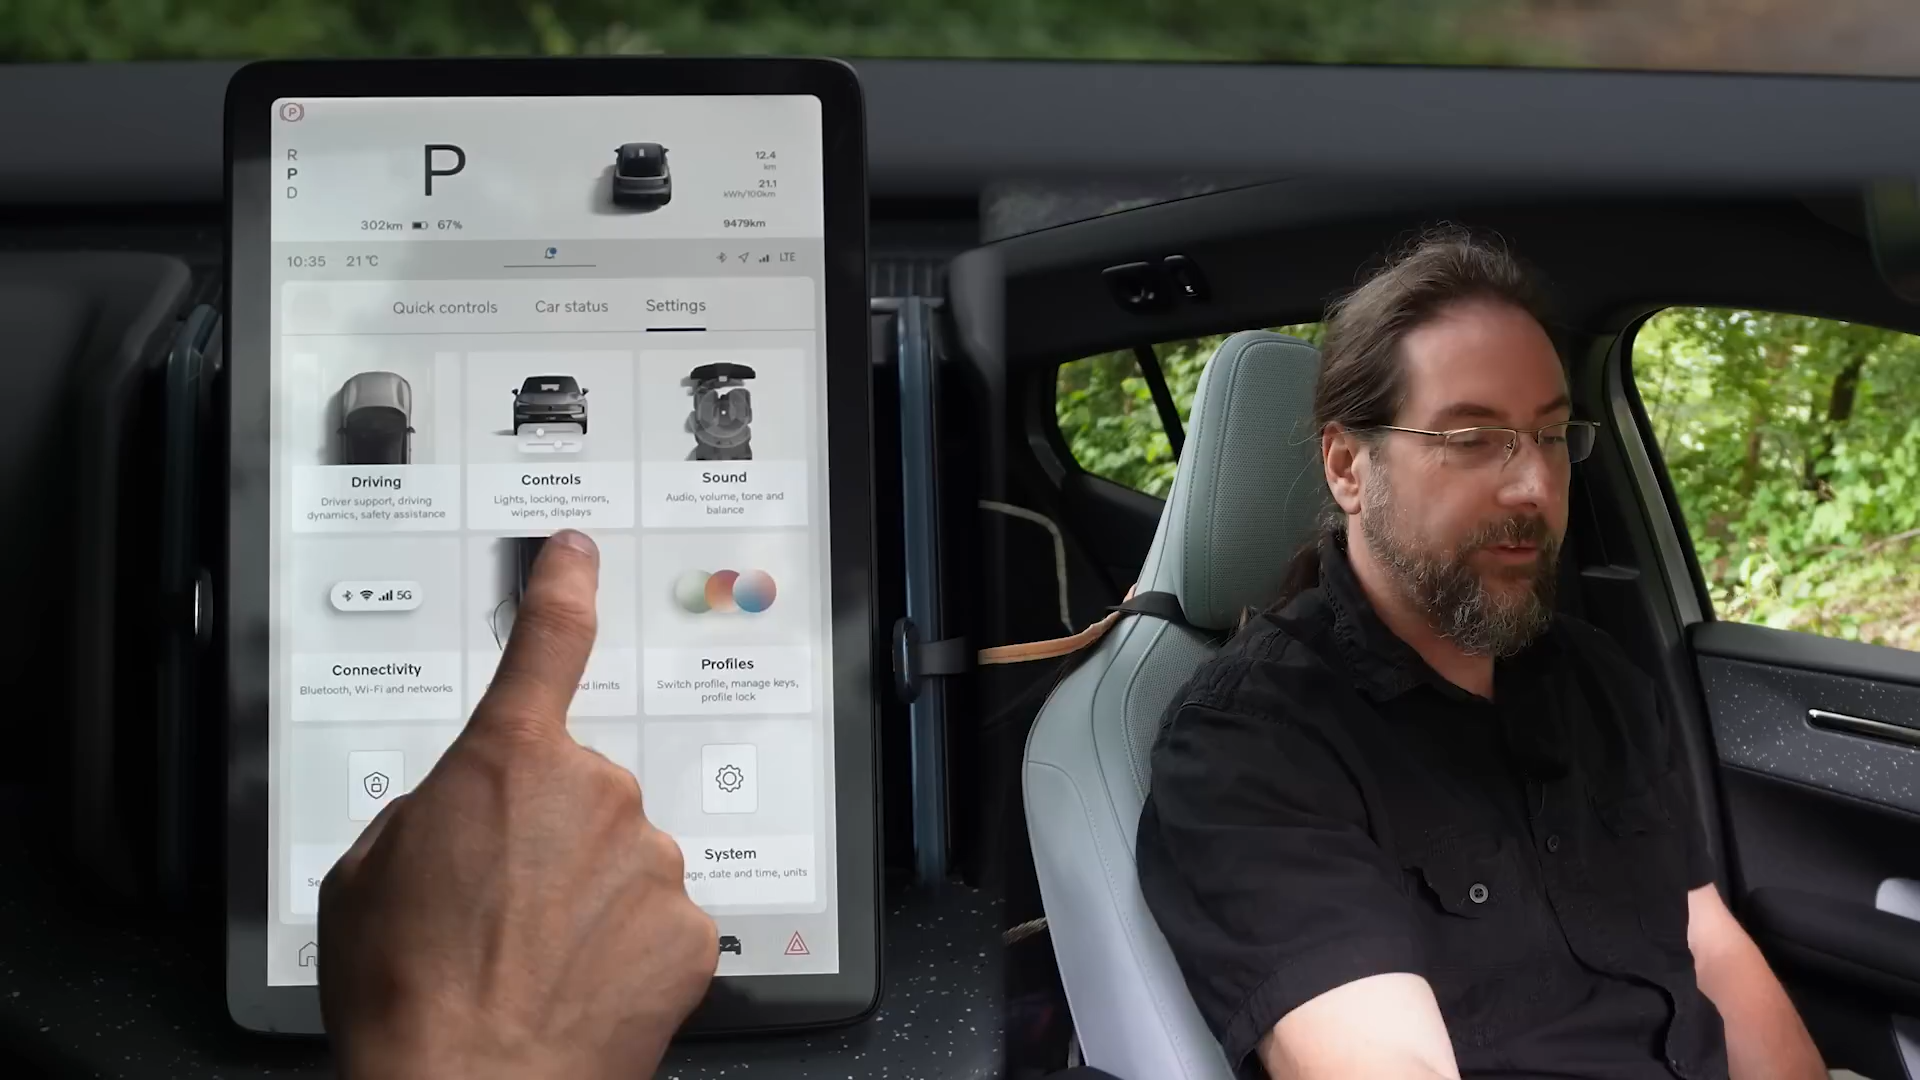 P
R
P
D
P
12.4
km
21.1
kWh/100km
302km 67%
9479km
10:35 21°C
LTE
Quick controls Car status Settings
Driving
Driver support, driving
dynamics, safety assistance
Controls
Lights, locking, mirrors,
wipers, displays
Sound
Audio, volume, tone and
balance
5G
Connectivity
Bluetooth, Wi-Fi and networks
limits
Profiles
Switch profile, manage keys,
profile lock
System
date and time, units